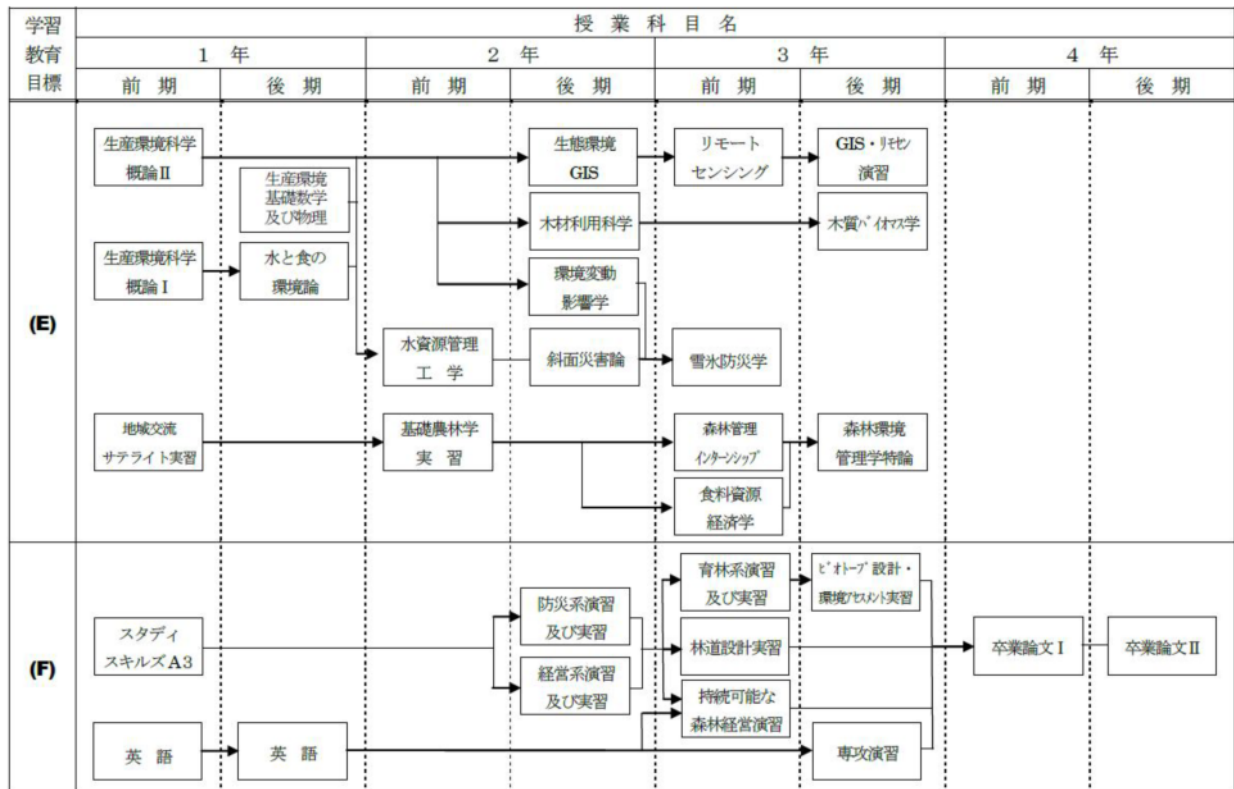 学習
教育
目標
授 業 科 目 名
1 年
2 年
3 年
4 年
前 期
後 期
前 期
後 期
前 期
後 期
前 期
後 期
(E)
生産環境科学
概論Ⅱ
生態環境
GIS
リモート
センシング
GIS・ﾘﾓｾﾝ
演習
生産環境
基礎数学
及び物理
木材利用科学
木質ﾊﾞｲｵﾏｽ学
生産環境科学
概論Ⅰ
水と食の
環境論
環境変動
影響学
水資源管理
工 学
斜面災害論
雪氷防災学
地域交流
サテライト実習
基礎農林学
実 習
森林管理
ｲﾝﾀｰﾝｼｯﾌﾟ
森林環境
管理学特論
食料資源
経済学
(F)
育林系演習
及び実習
ﾋﾞｵﾄｰﾌﾟ設計・
環境ｱｾｽﾒﾝﾄ実習
防災系演習
及び実習
スタディ
スキルズA3
林道設計実習
卒業論文Ⅰ
卒業論文Ⅱ
経営系演習
及び実習
持続可能な
森林経営演習
英 語
英 語
専攻演習